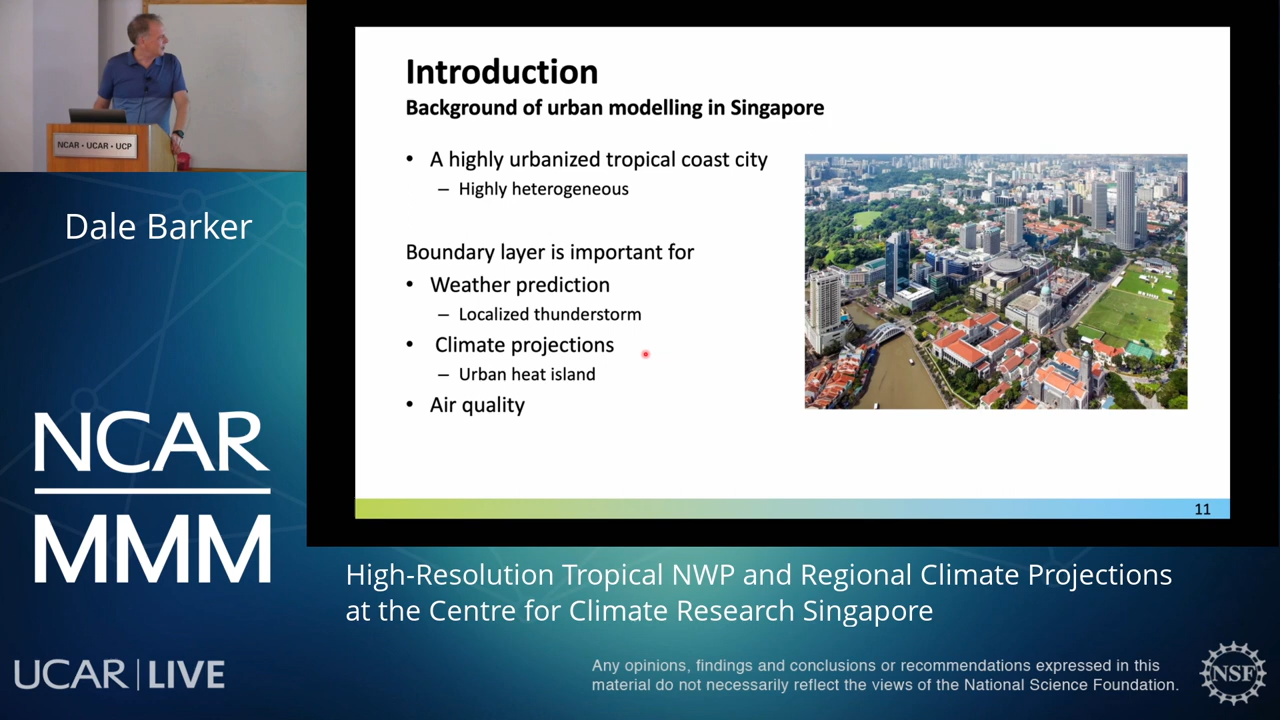 NCAR • UCAR • UCP
Dale Barker
NCAR
MMM
UCAR | LIVE
Introduction
Background of urban modelling in Singapore
• A highly urbanized tropical coast city
– Highly heterogeneous
Boundary layer is important for
• Weather prediction
– Localized thunderstorm
• Climate projections
– Urban heat island
• Air quality
11
High-Resolution Tropical NWP and Regional Climate Projections
at the Centre for Climate Research Singapore
Any opinions, findings and conclusions or recommendations expressed in this
material do not necessarily reflect the views of the National Science Foundation.
NSF